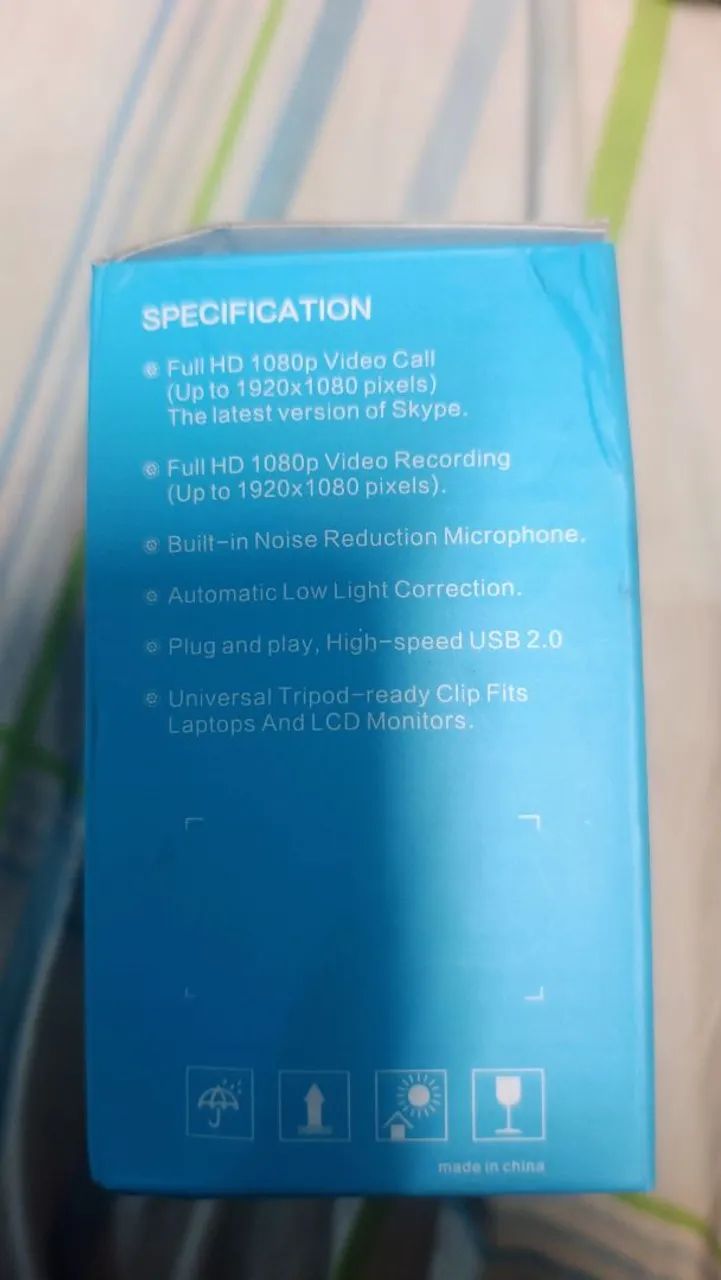 SPECIFICATION
Full HD 1080p Video Call
(Up to 1920x1080 pixels)
The latest version of Skype.
Full HD 1080p Video Recording
(Up to 1920x1080 pixels).
Built-in Noise Reduction Microphone.
Automatic Low Light Correction.
Plug and play, High-speed USB 2.0
Universal Tripod-ready Clip Fits
Laptops And LCD Monitors.
made in china